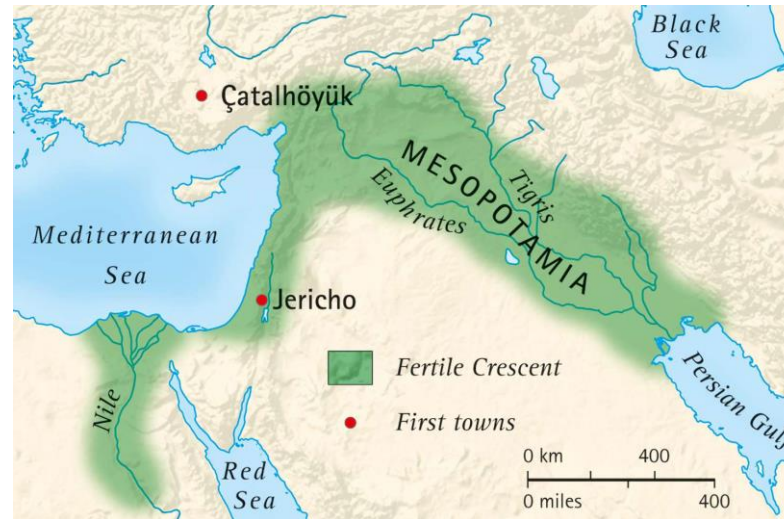 Black
Sea
Çatalhöyük
MESOPOTAMIA
Tigris
Euphrates
Mediterranean
Sea
Jericho
Fertile Crescent
Persian Gulf
Nile
First towns
Red
Sea
0 km 400
0 miles 400